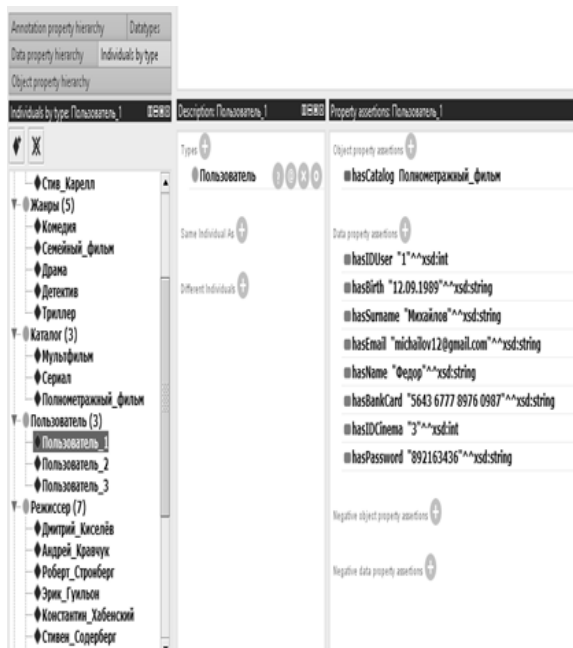 Annotation property hierarchy Datatypes
Data property hierarchy Individuals by type
Object property hierarchy
Individuals by type: Пользователь_1
Стив_Карелл
Жанры (5)
Комедия
Семейный_фильм
Драма
Детектив
Триллер
Каталог (3)
Мультфильм
Сериал
Полнометражный_фильм
Пользователь (3)
Пользователь_1
Пользователь_2
Пользователь_3
Режиссер (7)
Дмитрий_Киселёв
Андрей_Кравчук
Роберт_Стромберг
Эрик_Гуильон
Константин_Хабенский
Стивен_Содерберг
Description: Пользователь_1
Types
Пользователь
Same Individual As
Different Individuals
Property assertions: Пользователь_1
Object property assertions
hasCatalog Полнометражный_фильм
Data property assertions
hasIDUser "1"^^xsd:int
hasBirth "12.09.1989"^^xsd:string
hasSurname "Михайлов"^^xsd:string
hasEmail "michailov12@gmail.com"^^xsd:string
hasName "Федор"^^xsd:string
hasBankCard "5643 6777 8976 0987"^^xsd:string
hasIDCinema "3"^^xsd:int
hasPassword "892163436"^^xsd:string
Negative object property assertions
Negative data property assertions